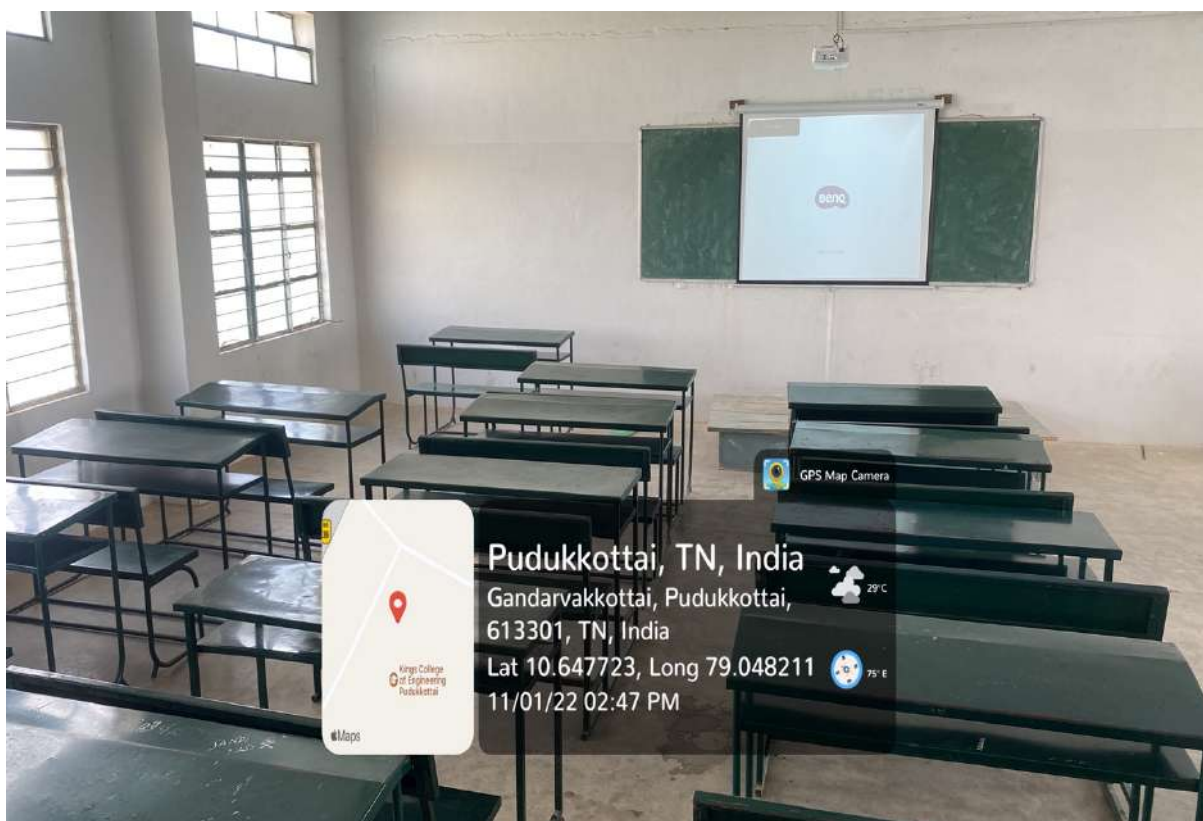 BenQ
GPS Map Camera
Pudukkottai, TN, India
Gandarvakkottai, Pudukkottai,
613301, TN, India
Lat 10.647723, Long 79.048211
11/01/22 02:47 PM
29°C
75° E
Kings College
of Engineering
Pudukkottai
Maps